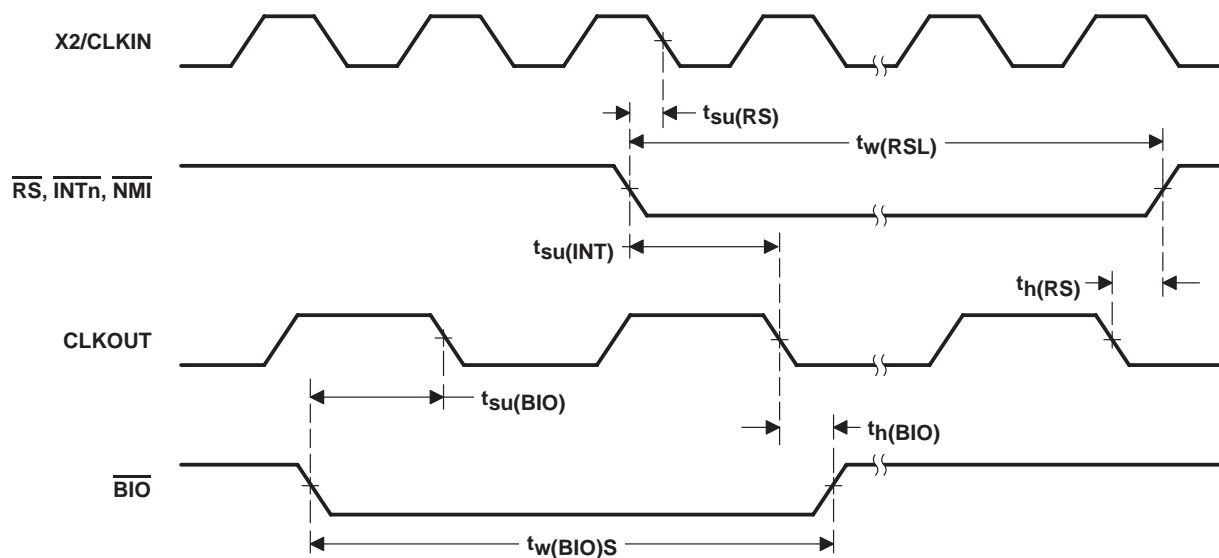 X2/CLKIN
tsu(RS)
tw(RSL)
RS, INTn, NMI
tsu(INT)
th(RS)
CLKOUT
tsu(BIO)
th(BIO)
BIO
tw(BIO)S